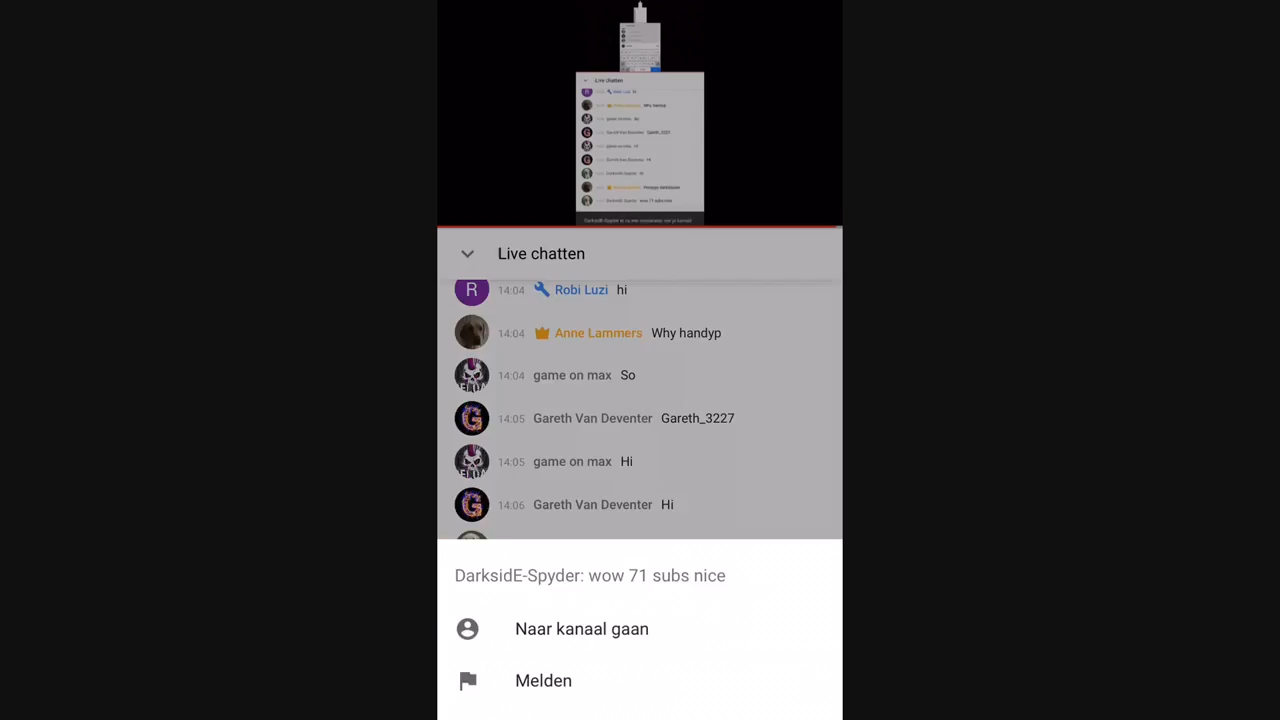 Live chatten
R 14:04 Robi Luzi hi
14:04 Anne Lammers Why handyp
14:04 game on max So
14:05 Gareth Van Deventer Gareth_3227
14:05 game on max Hi
14:06 Gareth Van Deventer Hi
DarksidE-Spyder: wow 71 subs nice
Naar kanaal gaan
Melden